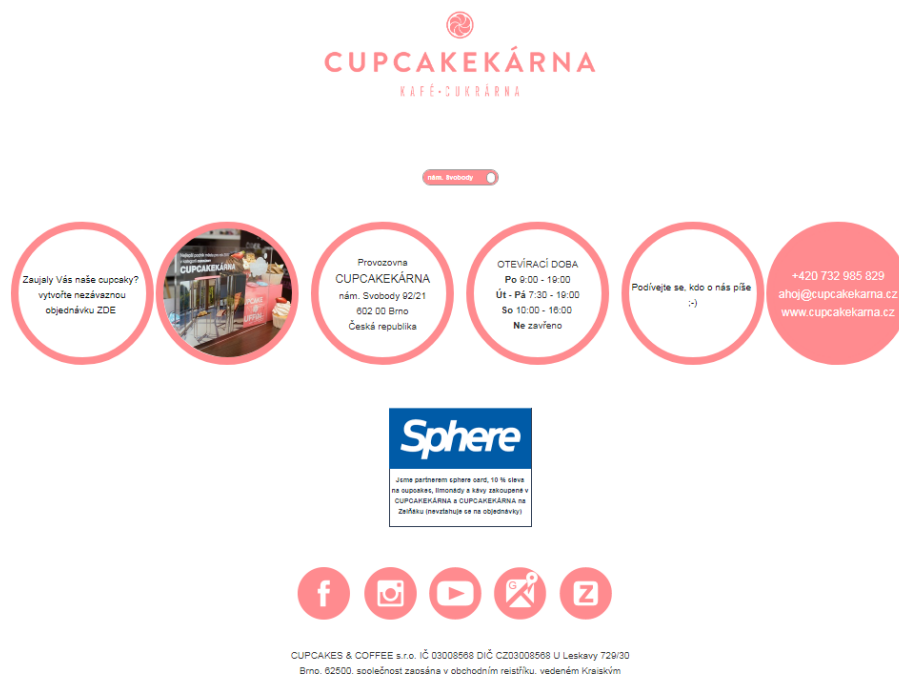 CUPCAKEKÁRNA
KAFÉ•CUKRÁRNA
nám. Svobody
Zaujaly Vás naše cupcaky?
vytvořte nezávaznou
objednávku ZDE
CUPCAKEKÁRNA
Provozovna
CUPCAKEKÁRNA
nám. Svobody 92/21
602 00 Brno
Česká republika
OTEVÍRACÍ DOBA
Po 9:00 - 19:00
Út - Pá 7:30 - 19:00
So 10:00 - 16:00
Ne zavřeno
Podívejte se, kdo o nás píše
:-)
+420 732 985 829
ahoj@cupcakekarna.cz
www.cupcakekarna.cz
Sphere
Jsme partnerem sphere card, 10 % sleva
na cupcakes, limonády a kávy zakoupené v
CUPCAKEKÁRNA a CUPCAKEKÁRNA na
Zelňáku (nevztahuje se na objednávky)
CUPCAKES & COFFEE s.r.o. IČ 03008568 DIČ CZ03008568 U Leskavy 729/30
Brno, 62500, společnost zapsána v obchodním rejstříku, vedeném Krajským